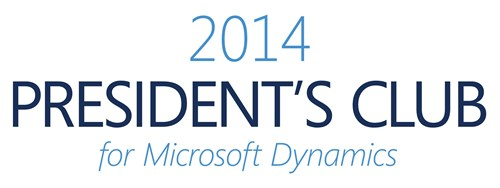 2014
PRESIDENT’S CLUB
for Microsoft Dynamics